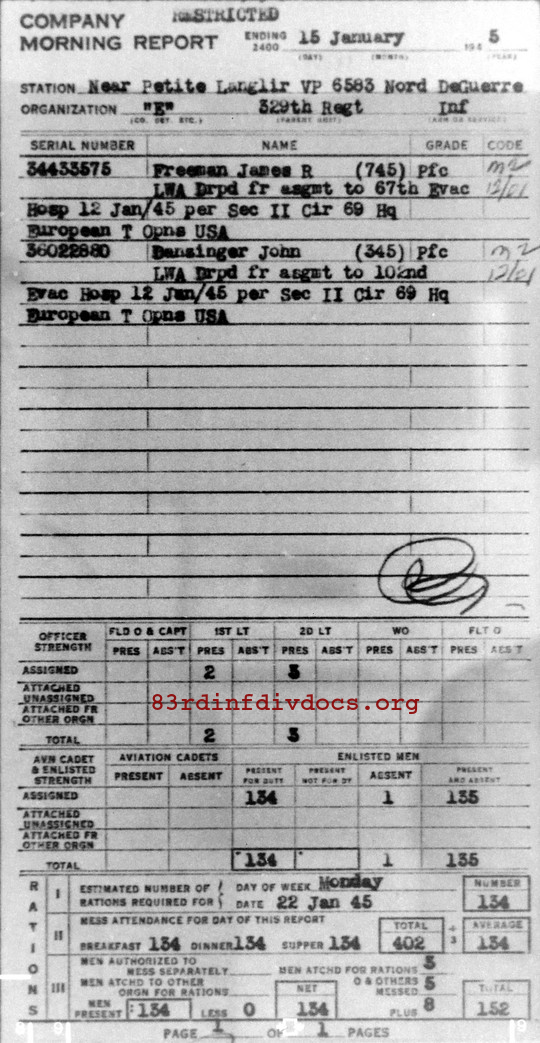 COMPANY RESTRICTED
MORNING REPORT ENDING 2400 15 January 194 5
(DAY) (MONTH) (YEAR)
STATION Near Petite Langlir VP 6583 Nord DeGuerre
ORGANIZATION "E" 329th Regt Inf
(CO. DET. ETC.) (PARENT UNIT) (ARM OR SERVICE)
SERIAL NUMBER NAME GRADE CODE
34433575 Freeman James R (745) Pfc
LWA Drpd fr asgmt to 67th Evac
Hosp 12 Jan/45 per Sec II Cir 69 Hq
European T Opns USA
36022880 Dansinger John (345) Pfc
LWA Drpd fr asgmt to 102nd
Evac Hosp 12 Jan/45 per Sec II Cir 69 Hq
European T Opns USA
OFFICER STRENGTH FLD O & CAPT 1ST LT 2D LT WO FLT O
PRES ABS'T PRES ABS'T PRES ABS'T PRES ABS'T PRES ABS'T
ASSIGNED 2 3
ATTACHED UNASSIGNED
83rdinfdivdocs.org
ATTACHED FR OTHER ORGN
TOTAL 2 3
AVN CADET & ENLISTED STRENGTH AVIATION CADETS ENLISTED MEN
PRESENT ABSENT PRESENT FOR DUTY PRESENT NOT FOR DY ABSENT PRESENT AND ABSENT
ASSIGNED 134 1 135
ATTACHED UNASSIGNED
ATTACHED FR OTHER ORGN
TOTAL 134 1 135
RATIONS
I ESTIMATED NUMBER OF RATIONS REQUIRED FOR DAY OF WEEK Monday NUMBER
DATE 22 Jan 45 134
II MESS ATTENDANCE FOR DAY OF THIS REPORT TOTAL ÷ 3 AVERAGE
BREAKFAST 134 DINNER 134 SUPPER 134 402 134
III MEN AUTHORIZED TO MESS SEPARATELY MEN ATCHD FOR RATIONS 3
MEN ATCHD TO OTHER ORGN FOR RATIONS NET O & OTHERS MESSED 5 TOTAL
MEN PRESENT 134 LESS 0 134 PLUS 8 152
PAGE 1 OF 1 PAGES